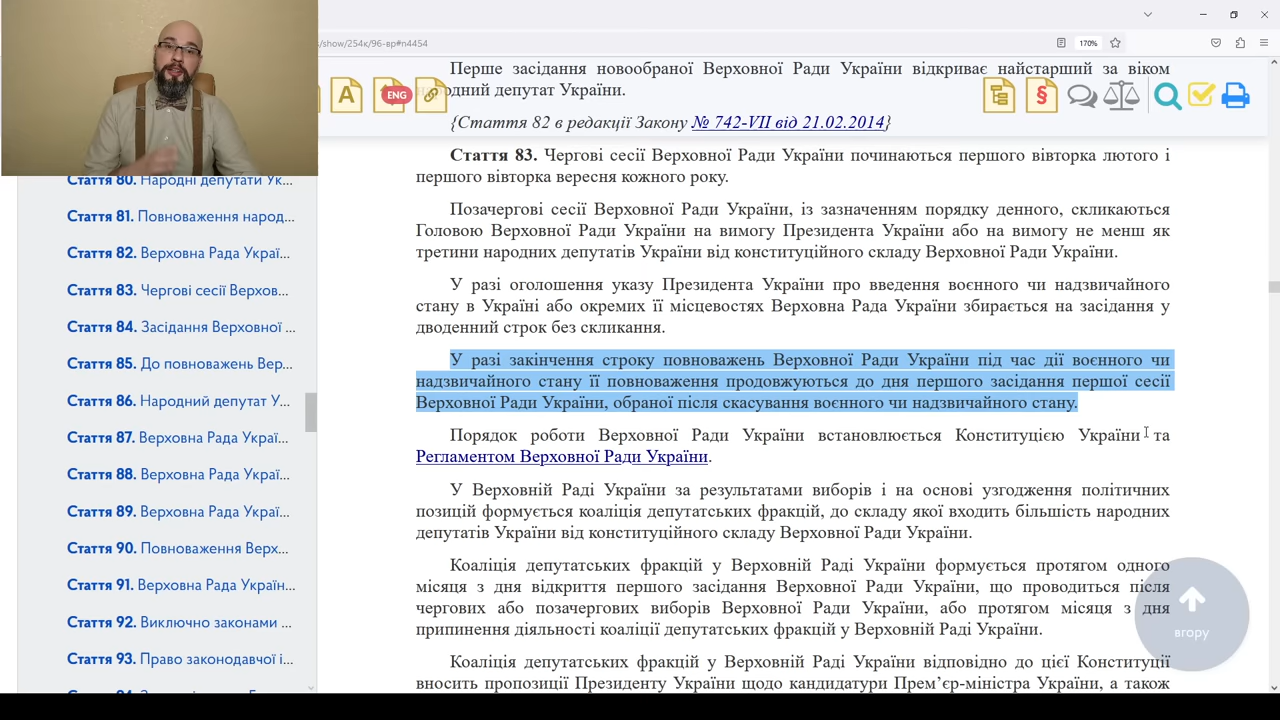 s/show/254к/96-вр#n4454
170%
A
ENG
§
Перше засідання новообраної Верховної Ради України відкриває найстарший за віком
одний депутат України.
{Стаття 82 в редакції Закону № 742-VII від 21.02.2014}
Стаття 83. Чергові сесії Верховної Ради України починаються першого вівторка лютого і
першого вівторка вересня кожного року.
Позачергові сесії Верховної Ради України, із зазначенням порядку денного, скликаються
Головою Верховної Ради України на вимогу Президента України або на вимогу не менш як
третини народних депутатів України від конституційного складу Верховної Ради України.
У разі оголошення указу Президента України про введення воєнного чи надзвичайного
стану в Україні або окремих її місцевостях Верховна Рада України збирається на засідання у
дводенний строк без скликання.
У разі закінчення строку повноважень Верховної Ради України під час дії воєнного чи
надзвичайного стану її повноваження продовжуються до дня першого засідання першої сесії
Верховної Ради України, обраної після скасування воєнного чи надзвичайного стану.
Порядок роботи Верховної Ради України встановлюється Конституцією України та
Регламентом Верховної Ради України.
У Верховній Раді України за результатами виборів і на основі узгодження політичних
позицій формується коаліція депутатських фракцій, до складу якої входить більшість народних
депутатів України від конституційного складу Верховної Ради України.
Коаліція депутатських фракцій у Верховній Раді України формується протягом одного
місяця з дня відкриття першого засідання Верховної Ради України, що проводиться після
чергових або позачергових виборів Верховної Ради України, або протягом місяця з дня
припинення діяльності коаліції депутатських фракцій у Верховній Раді України.
Коаліція депутатських фракцій у Верховній Раді України відповідно до цієї Конституції
вносить пропозиції Президенту України щодо кандидатури Прем’єр-міністра України, а також
вгору
Стаття 80. Народні депутати Ук...
Стаття 81. Повноваження народ...
Стаття 82. Верховна Рада Украї...
Стаття 83. Чергові сесії Верхов...
Стаття 84. Засідання Верховної ...
Стаття 85. До повноважень Вер...
Стаття 86. Народний депутат У...
Стаття 87. Верховна Рада Украї...
Стаття 88. Верховна Рада Украї...
Стаття 89. Верховна Рада Украї...
Стаття 90. Повноваження Верх...
Стаття 91. Верховна Рада Україн...
Стаття 92. Виключно законами ...
Стаття 93. Право законодавчої і...